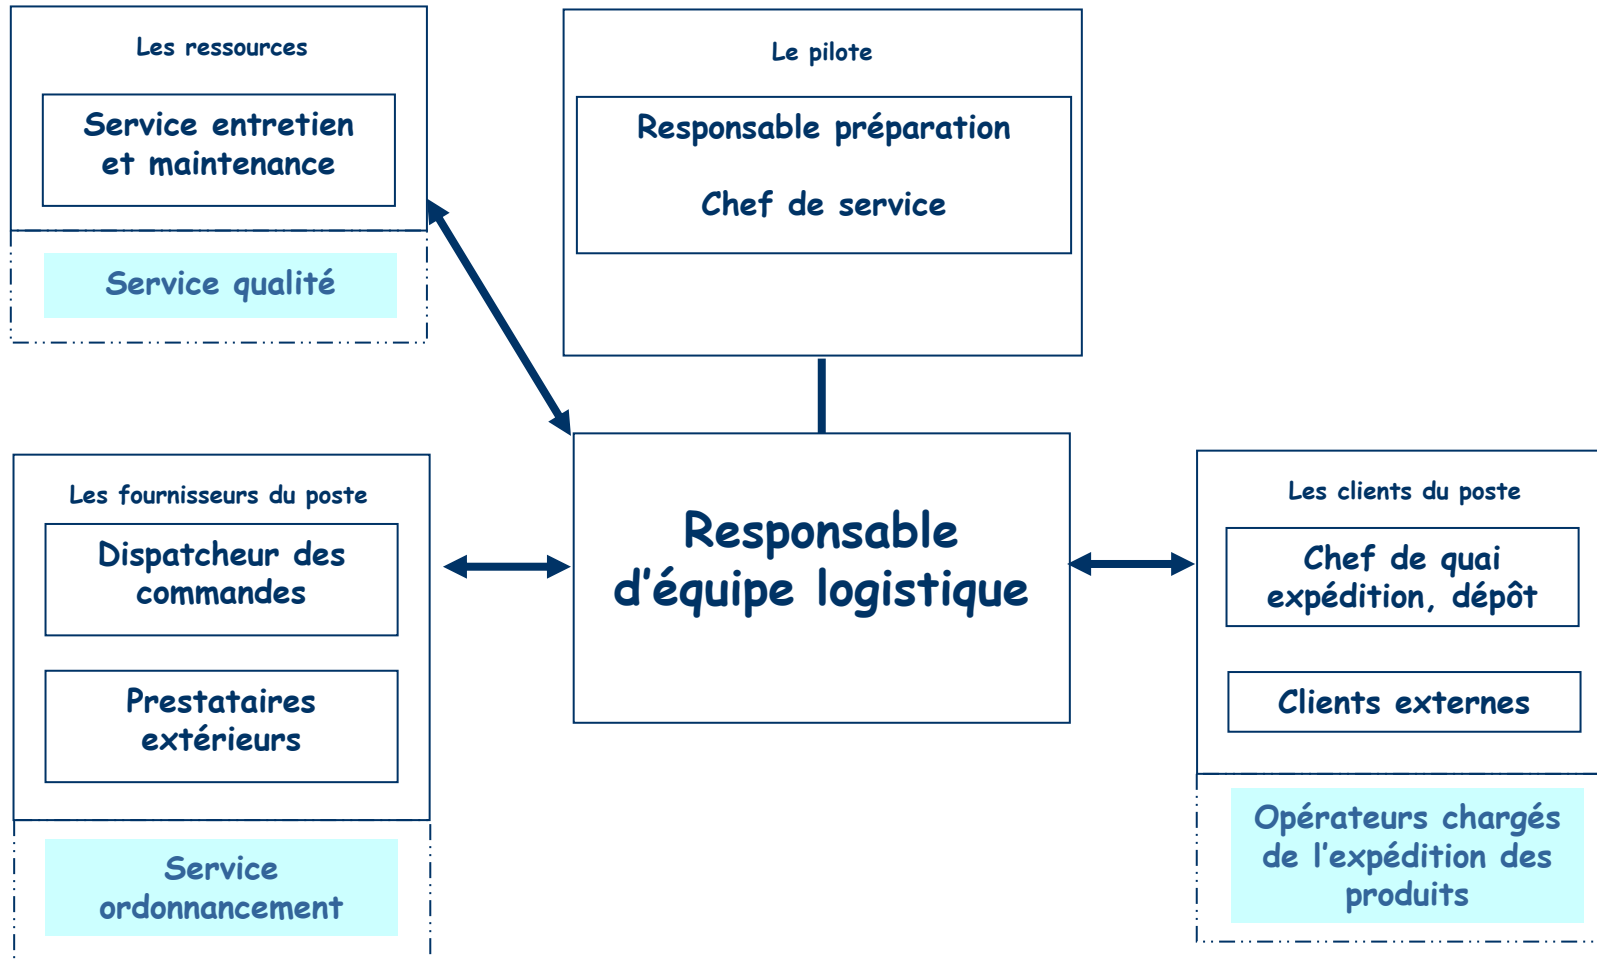 Les ressources
Service entretien
et maintenance
Service qualité
Le pilote
Responsable préparation
Chef de service
Les fournisseurs du poste
Dispatcheur des
commandes
Prestataires
extérieurs
Service
ordonnancement
Responsable
d'équipe logistique
Les clients du poste
Chef de quai
expédition, dépôt
Clients externes
Opérateurs chargés
de l'expédition des
produits